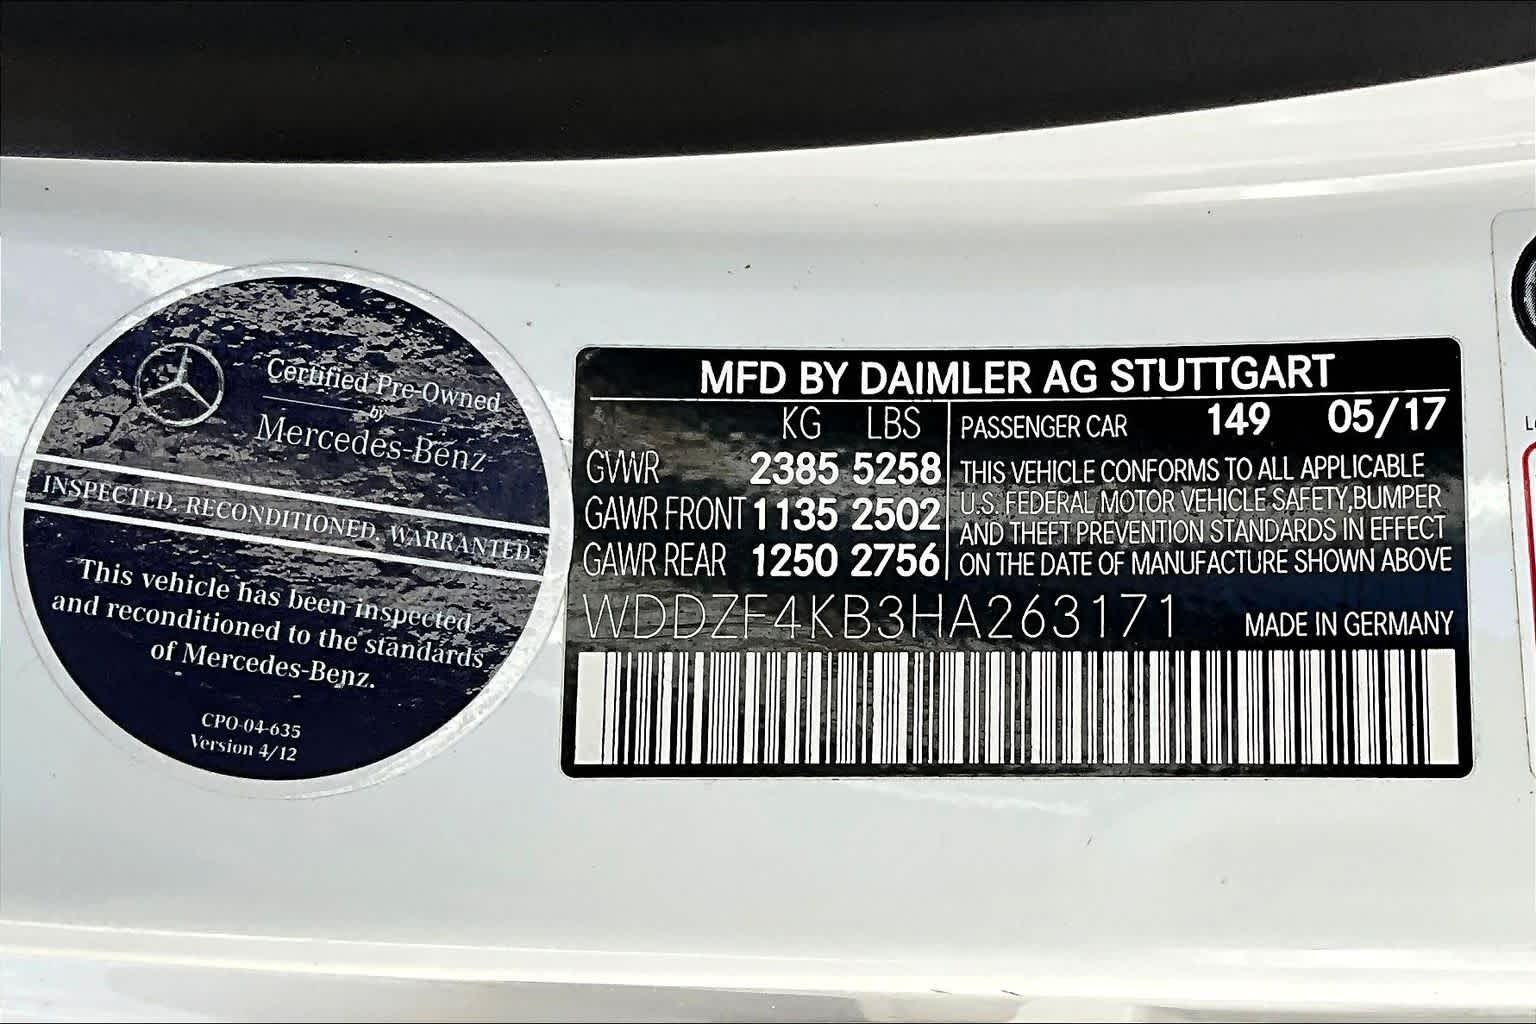 Certified Pre-Owned
by
Mercedes-Benz
INSPECTED. RECONDITIONED. WARRANTED.
This vehicle has been inspected
and reconditioned to the standards
of Mercedes-Benz.
CPO-04-635
Version 4/12
MFD BY DAIMLER AG STUTTGART
KG LBS
GVWR 2385 5258
GAWR FRONT 1135 2502
GAWR REAR 1250 2756
PASSENGER CAR 149 05/17
THIS VEHICLE CONFORMS TO ALL APPLICABLE
U.S. FEDERAL MOTOR VEHICLE SAFETY,BUMPER
AND THEFT PREVENTION STANDARDS IN EFFECT
ON THE DATE OF MANUFACTURE SHOWN ABOVE
WDDZF4KB3HA263171
MADE IN GERMANY